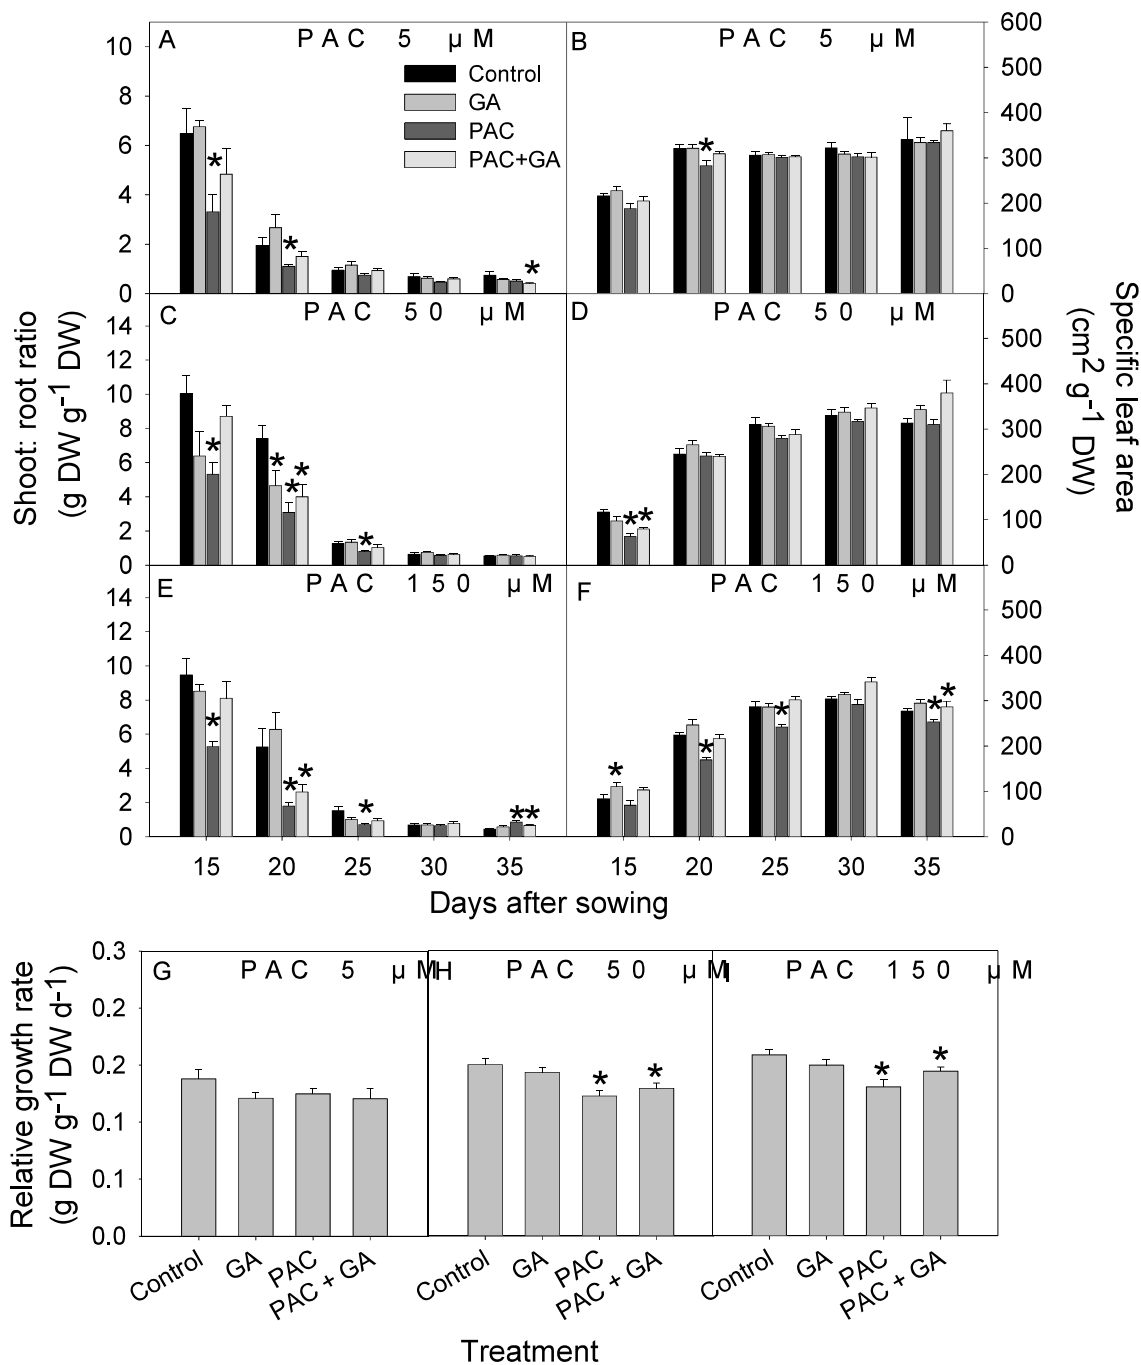 A
PAC 5 µM
Control
GA
PAC
PAC+GA
10
8
6
4
2
0
*
*
*
B
PAC 5 µM
*
600
500
400
300
200
100
0
C
PAC 50 µM
14
12
10
8
6
4
2
0
*
*
*
*
*
D
PAC 50 µM
**
500
400
300
200
100
0
Shoot: root ratio
(g DW g-1 DW)
Specific leaf area
(cm2 g-1 DW)
E
PAC 150 µM
14
12
10
8
6
4
2
0
*
*
*
*
**
15
20
25
30
35
F
PAC 150 µM
*
*
*
*
*
500
400
300
200
100
0
15
20
25
30
35
Days after sowing
G
PAC 5 µM
0.3
0.2
0.2
0.1
0.1
0.0
Relative growth rate
(g DW g-1 DW d-1)
Control
GA
PAC
PAC + GA
H
PAC 50 µM
*
*
Control
GA
PAC
PAC + GA
I
PAC 150 µM
*
*
Control
GA
PAC
PAC + GA
Treatment